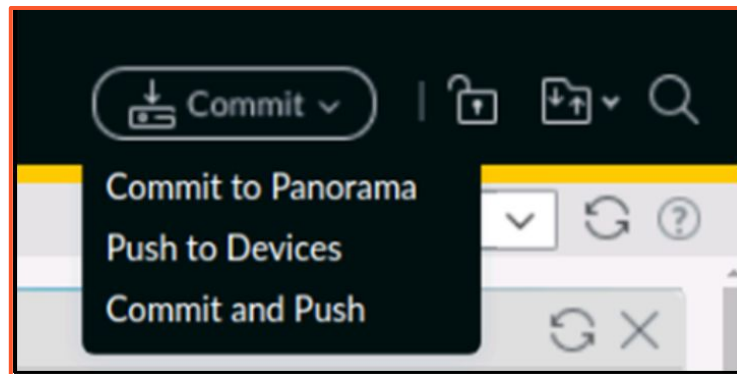 Commit
Commit to Panorama
Push to Devices
Commit and Push